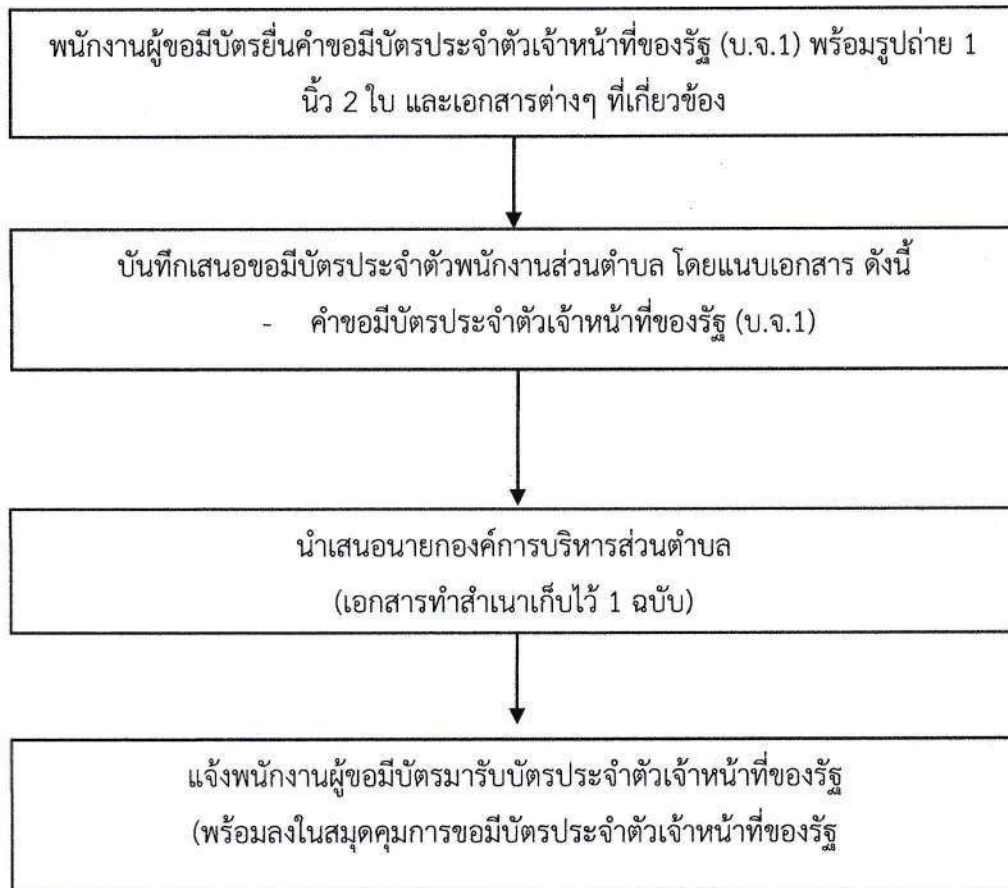 พนักงานผู้ขอมีบัตรยื่นคำขอมีบัตรประจำตัวเจ้าหน้าที่ของรัฐ (บ.จ.1) พร้อมรูปถ่าย 1
นิ้ว 2 ใบ และเอกสารต่างๆ ที่เกี่ยวข้อง
บันทึกเสนอขอมีบัตรประจำตัวพนักงานส่วนตำบล โดยแนบเอกสาร ดังนี้
- คำขอมีบัตรประจำตัวเจ้าหน้าที่ของรัฐ (บ.จ.1)
นำเสนอนายกองค์การบริหารส่วนตำบล
(เอกสารทำสำเนาเก็บไว้ 1 ฉบับ)
แจ้งพนักงานผู้ขอมีบัตรมารับบัตรประจำตัวเจ้าหน้าที่ของรัฐ
(พร้อมลงในสมุดคุมการขอมีบัตรประจำตัวเจ้าหน้าที่ของรัฐ